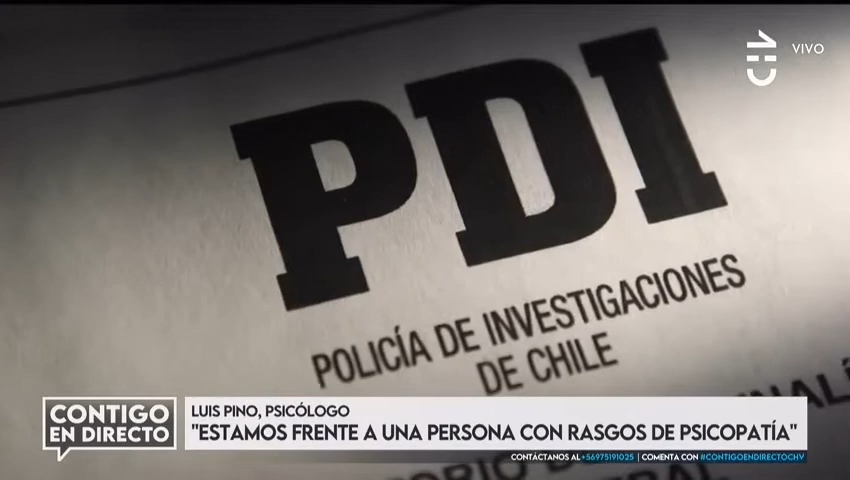 CHV
VIVO
PDI
POLICÍA DE INVESTIGACIONES
DE CHILE
CONTIGO
EN DIRECTO
LUIS PINO, PSICÓLOGO
"ESTAMOS FRENTE A UNA PERSONA CON RASGOS DE PSICOPATÍA"
CONTÁCTANOS AL +56975191025 | COMENTA CON #CONTIGOENDIRECTOCHV